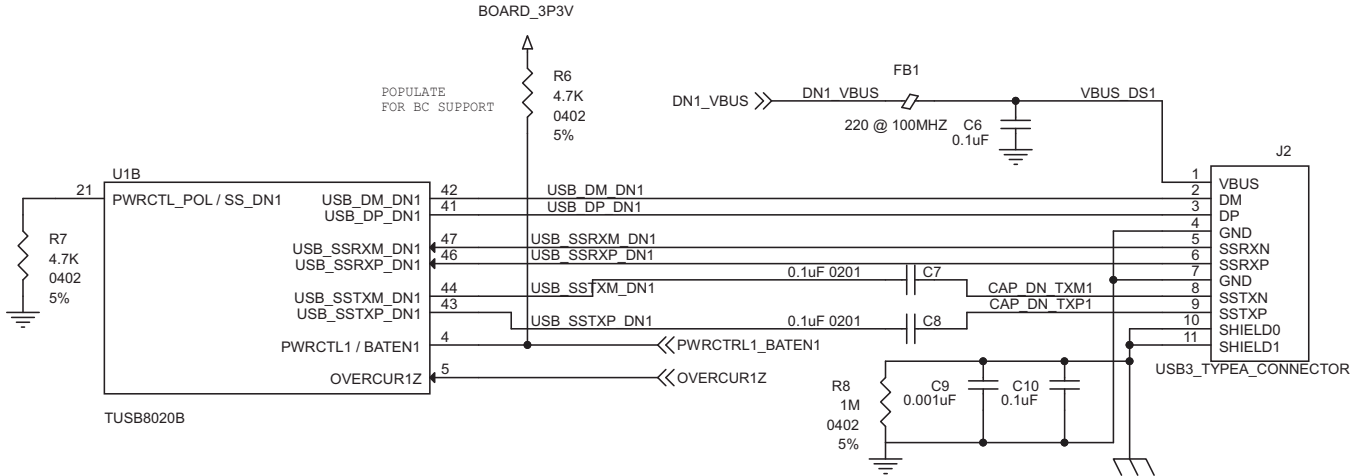 BOARD_3P3V
POPULATE
FOR BC SUPPORT
R6
4.7K
0402
5%
FB1
DN1_VBUS
DN1_VBUS
VBUS_DS1
220 @ 100MHZ
C6
0.1uF
J2
U1B
21
PWRCTL_POL / SS_DN1
R7
4.7K
0402
5%
USB_DM_DN1
42
USB_DM_DN1
USB_DP_DN1
41
USB_DP_DN1
USB_SSRXM_DN1
47
USB_SSRXM_DN1
USB_SSRXP_DN1
46
USB_SSRXP_DN1
USB_SSTXM_DN1
44
USB_SSTXM_DN1
0.1uF 0201
C7
CAP_DN_TXM1
USB_SSTXP_DN1
43
USB_SSTXP_DN1
0.1uF 0201
C8
CAP_DN_TXP1
PWRCTL1 / BATEN1
4
PWRCTRL1_BATEN1
OVERCUR1Z
5
OVERCUR1Z
TUSB8020B
1
VBUS
2
DM
3
DP
4
GND
5
SSRXN
6
SSRXP
7
GND
8
SSTXN
9
SSTXP
10
SHIELD0
11
SHIELD1
USB3_TYPEA_CONNECTOR
R8
1M
0402
5%
C9
0.001uF
C10
0.1uF